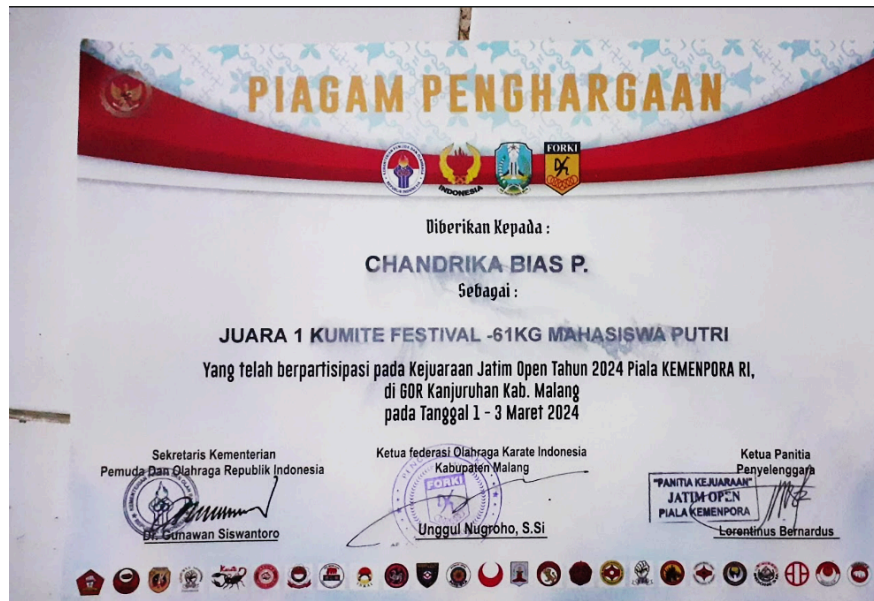 PIAGAM PENGHARGAAN
INDONESIA
FORKI
Diberikan Kepada :
CHANDRIKA BIAS P.
Sebagai :
JUARA 1 KUMITE FESTIVAL -61KG MAHASISWA PUTRI
Yang telah berpartisipasi pada Kejuaraan Jatim Open Tahun 2024 Piala KEMENPORA RI,
di GOR Kanjuruhan Kab. Malang
pada Tanggal 1 - 3 Maret 2024
Sekretaris Kementerian
Pemuda Dan Olahraga Republik Indonesia
Dr. Gunawan Siswantoro
Ketua federasi Olahraga Karate Indonesia
Kabupaten Malang
FORKI
Unggul Nugroho, S.Si
Ketua Panitia
Penyelenggara
"PANITIA KEJUARAAN"
JATIM OPEN
PIALA KEMENPORA
Lorentinus Bernardus